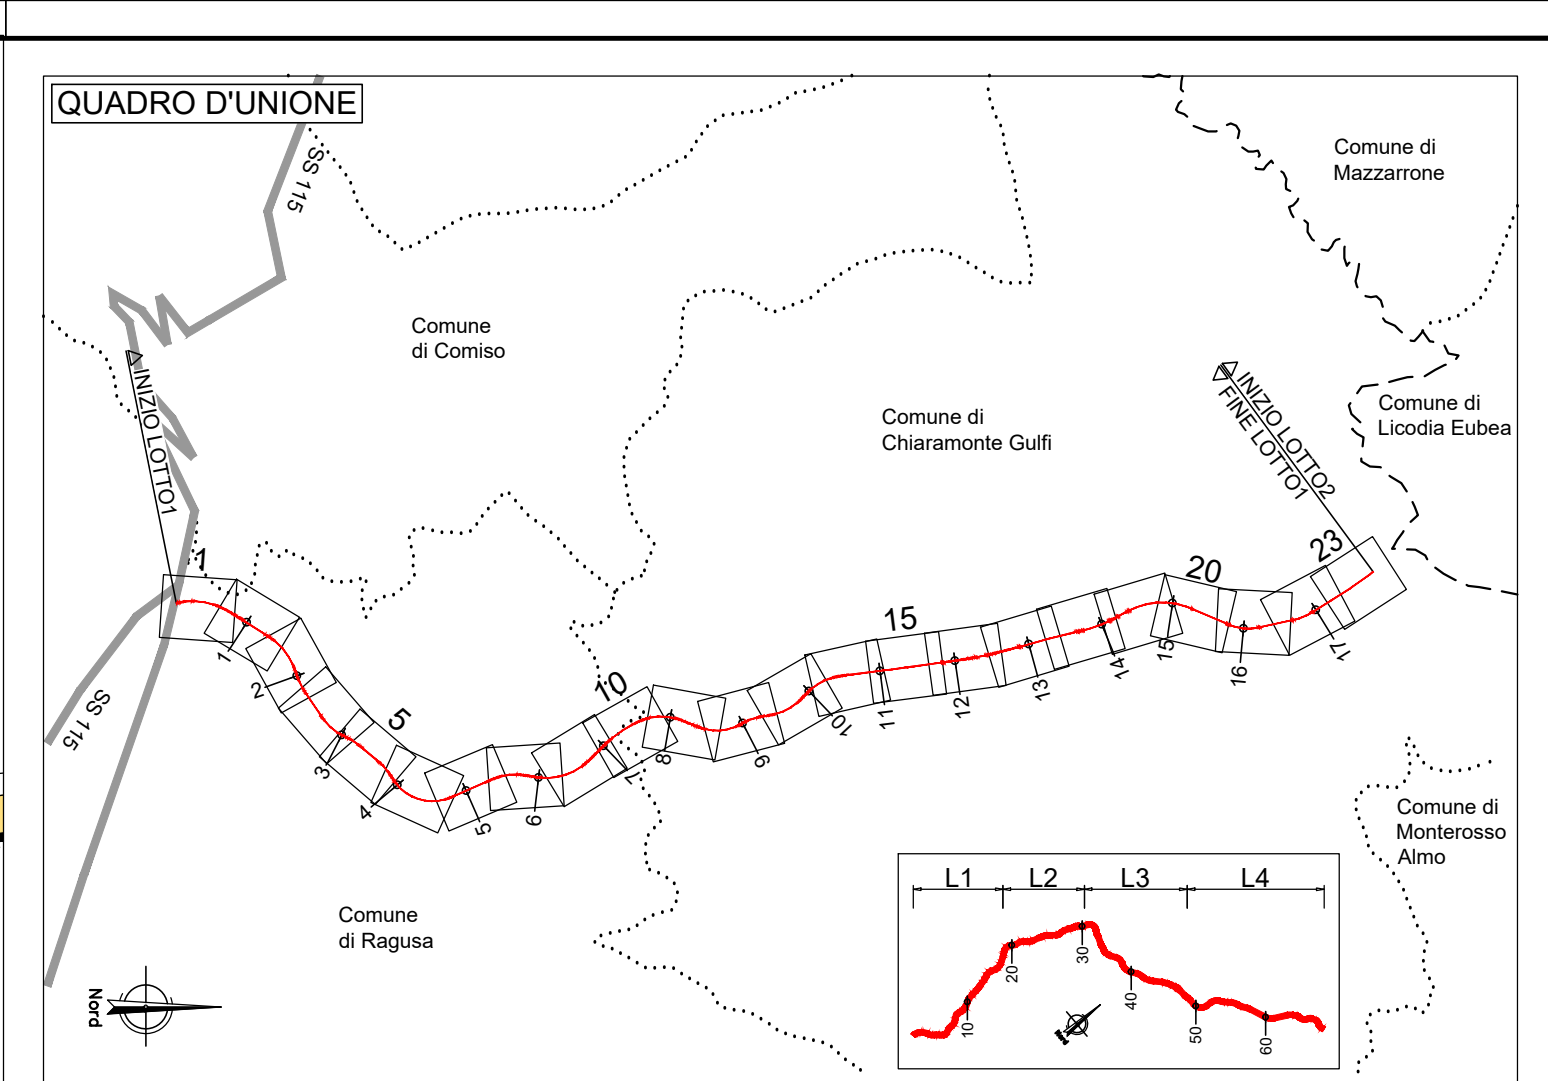 QUADRO D'UNIONE
SS 115
Comune di
Mazzarrone
Comune
di Comiso
INIZIO LOTTO1
Comune di
Chiaramonte Gulfi
INIZIO LOTTO2
FINE LOTTO1
Comune di
Licodia Eubea
1
5
10
15
20
23
1
2
3
4
5
6
7
8
9
10
11
12
13
14
15
16
17
SS 115
Comune di
Monterosso
Almo
Comune
di Ragusa
Nord
L1
L2
L3
L4
10
20
30
40
50
60
Nord